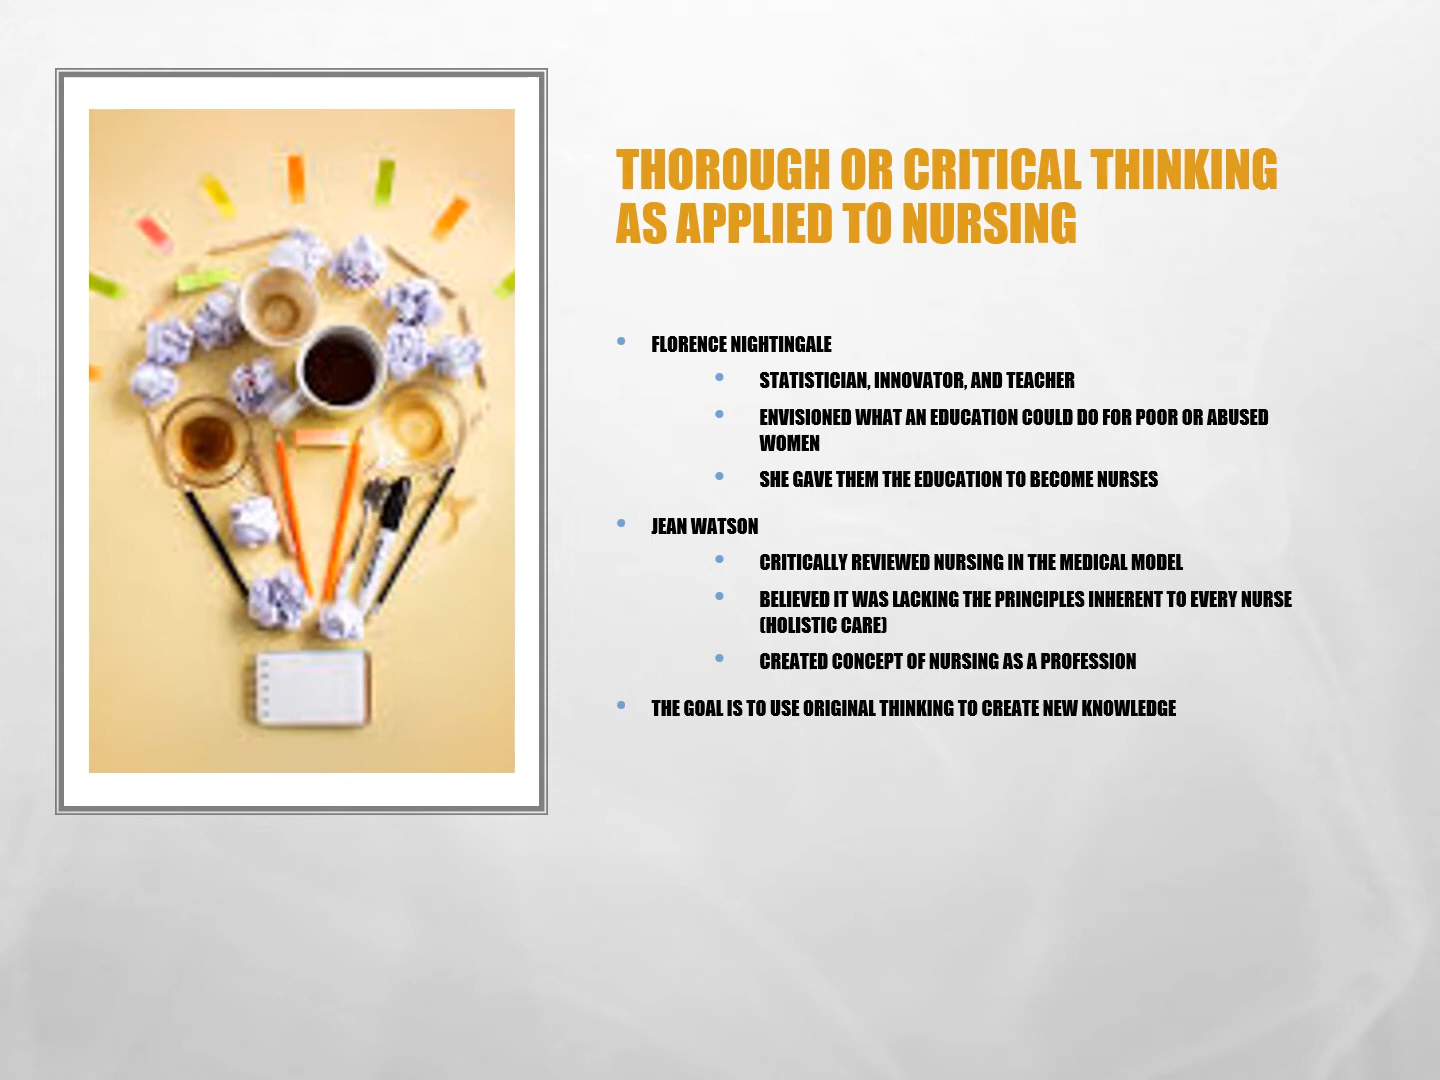 THOROUGH OR CRITICAL THINKING
AS APPLIED TO NURSING
• FLORENCE NIGHTINGALE
• STATISTICIAN, INNOVATOR, AND TEACHER
• ENVISIONED WHAT AN EDUCATION COULD DO FOR POOR OR ABUSED
WOMEN
• SHE GAVE THEM THE EDUCATION TO BECOME NURSES
• JEAN WATSON
• CRITICALLY REVIEWED NURSING IN THE MEDICAL MODEL
• BELIEVED IT WAS LACKING THE PRINCIPLES INHERENT TO EVERY NURSE
(HOLISTIC CARE)
• CREATED CONCEPT OF NURSING AS A PROFESSION
• THE GOAL IS TO USE ORIGINAL THINKING TO CREATE NEW KNOWLEDGE